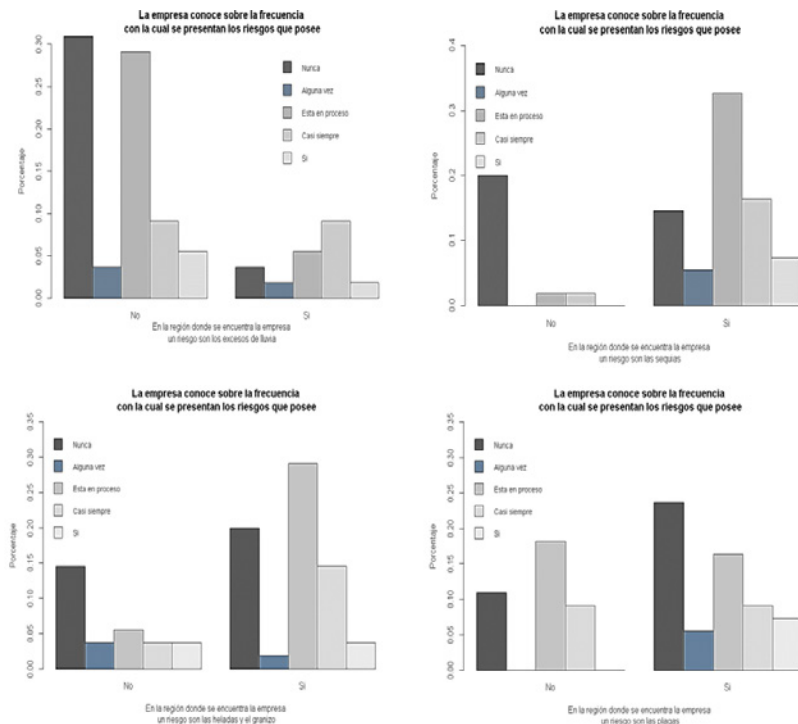 La empresa conoce sobre la frecuencia
con la cual se presentan los riesgos que posee
Porcentaje
0.30
0.25
0.20
0.15
0.10
0.05
0.00
Nunca
Alguna vez
Esta en proceso
Casi siempre
Si
No
Si
En la región donde se encuentra la empresa
un riesgo son los excesos de lluvia
La empresa conoce sobre la frecuencia
con la cual se presentan los riesgos que posee
Porcentaje
0.4
0.3
0.2
0.1
0.0
Nunca
Alguna vez
Esta en proceso
Casi siempre
Si
No
Si
En la región donde se encuentra la empresa
un riesgo son las sequias
La empresa conoce sobre la frecuencia
con la cual se presentan los riesgos que posee
Porcentaje
0.35
0.30
0.25
0.20
0.15
0.10
0.05
0.00
Nunca
Alguna vez
Esta en proceso
Casi siempre
Si
No
Si
En la región donde se encuentra la empresa
un riesgo son las heladas y el granizo
La empresa conoce sobre la frecuencia
con la cual se presentan los riesgos que posee
Porcentaje
0.35
0.30
0.25
0.20
0.15
0.10
0.05
0.00
Nunca
Alguna vez
Esta en proceso
Casi siempre
Si
No
Si
En la región donde se encuentra la empresa
un riesgo son las plagas